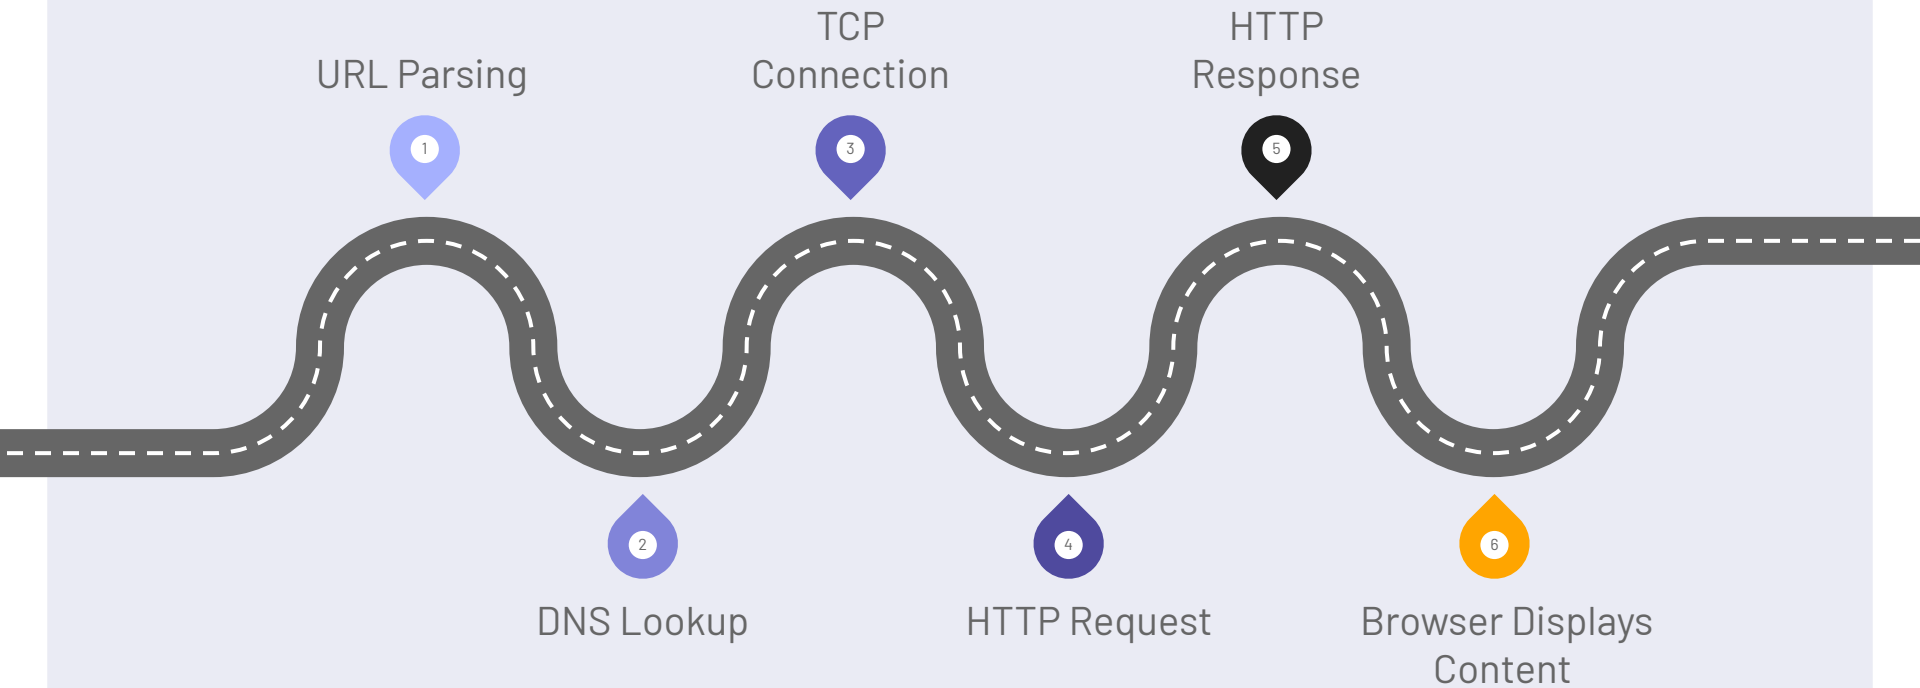 URL Parsing
1
DNS Lookup
2
TCP
Connection
3
HTTP Request
4
HTTP
Response
5
Browser Displays
Content
6